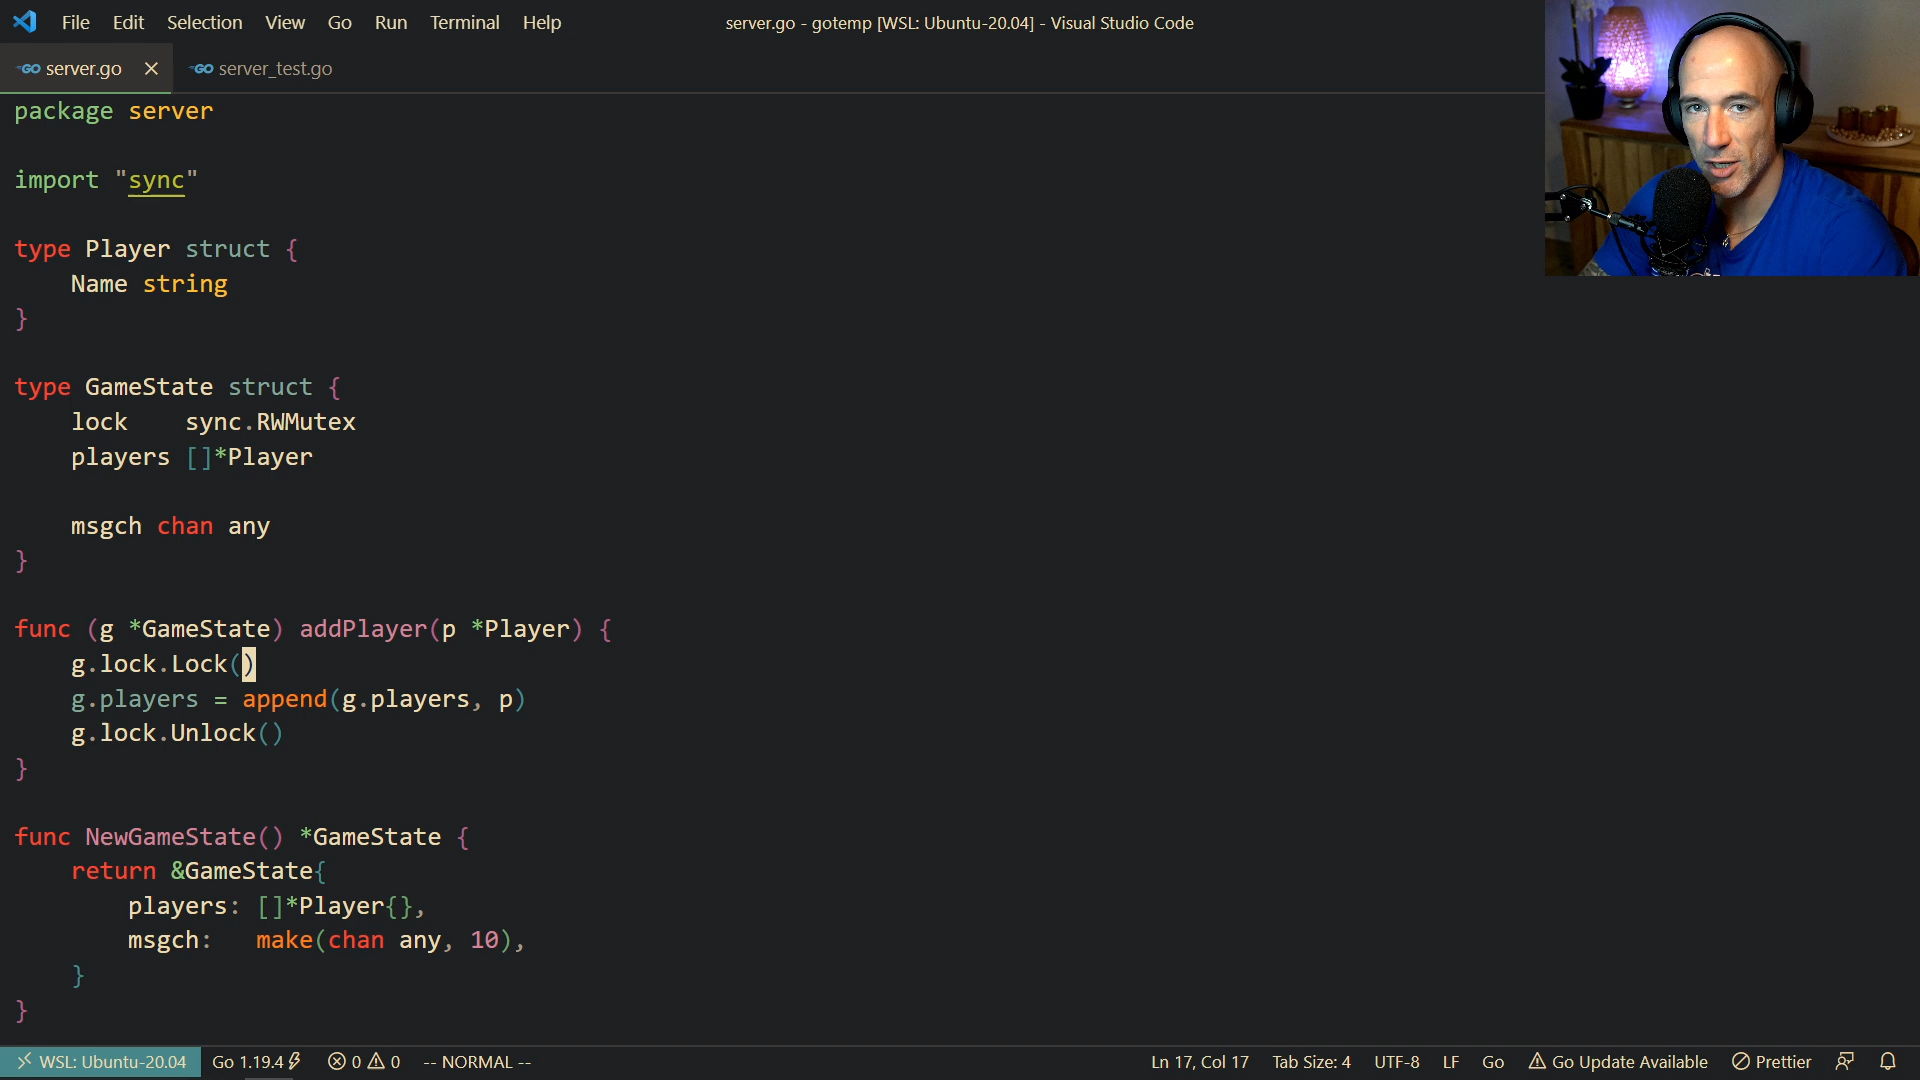 File Edit Selection View Go Run Terminal Help
server.go - gotemp [WSL: Ubuntu-20.04] - Visual Studio Code
GO server.go
GO server_test.go
package server
import "sync"
type Player struct {
    Name string
}
type GameState struct {
    lock    sync.RWMutex
    players []*Player
    msgch chan any
}
func (g *GameState) addPlayer(p *Player) {
    g.lock.Lock()
    g.players = append(g.players, p)
    g.lock.Unlock()
}
func NewGameState() *GameState {
    return &GameState{
        players: []*Player{},
        msgch:   make(chan any, 10),
    }
}
WSL: Ubuntu-20.04 Go 1.19.4 0 0 -- NORMAL -- Ln 17, Col 17 Tab Size: 4 UTF-8 LF Go Go Update Available Prettier